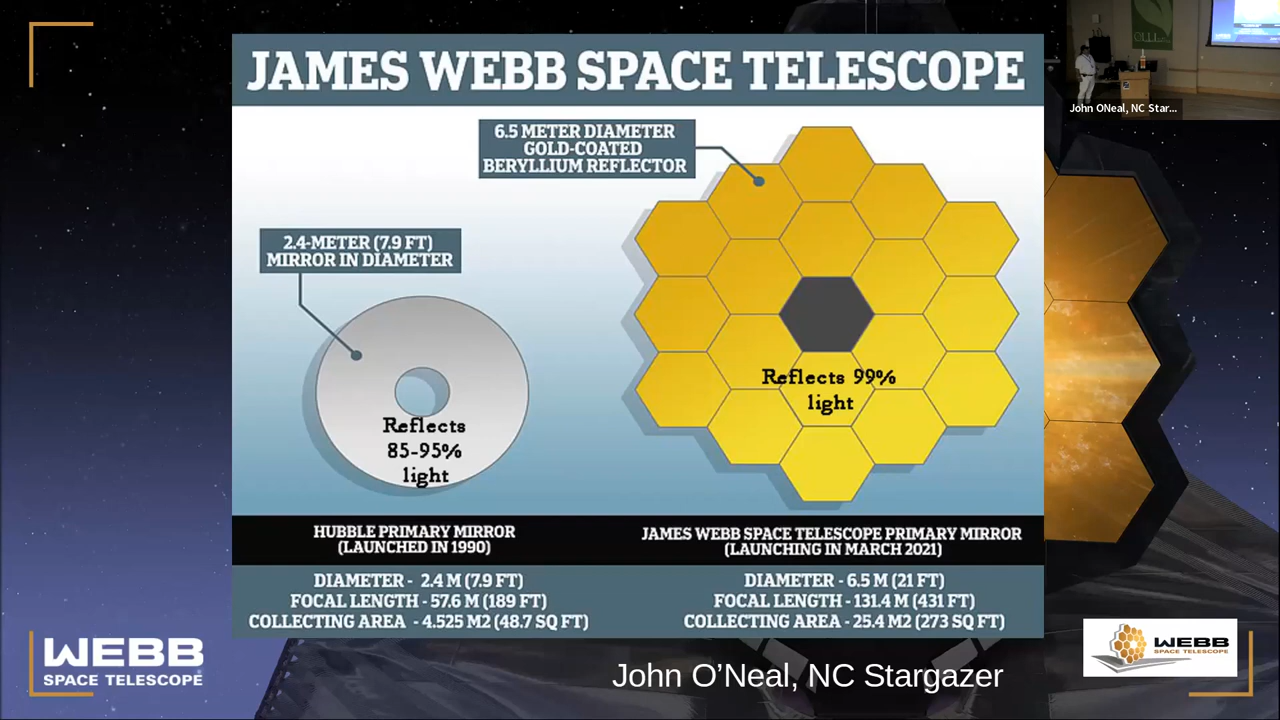 JAMES WEBB SPACE TELESCOPE
John ONeal, NC Star...
6.5 METER DIAMETER
GOLD-COATED
BERYLLIUM REFLECTOR
2.4-METER (7.9 FT)
MIRROR IN DIAMETER
Reflects
85-95%
light
Reflects 99%
light
HUBBLE PRIMARY MIRROR
(LAUNCHED IN 1990)
JAMES WEBB SPACE TELESCOPE PRIMARY MIRROR
(LAUNCHING IN MARCH 2021)
DIAMETER - 2.4 M (7.9 FT)
FOCAL LENGTH - 57.6 M (189 FT)
COLLECTING AREA - 4.525 M2 (48.7 SQ FT)
DIAMETER - 6.5 M (21 FT)
FOCAL LENGTH - 131.4 M (431 FT)
COLLECTING AREA - 25.4 M2 (273 SQ FT)
WEBB
SPACE TELESCOPE
John O'Neal, NC Stargazer
WEBB
SPACE TELESCOPE